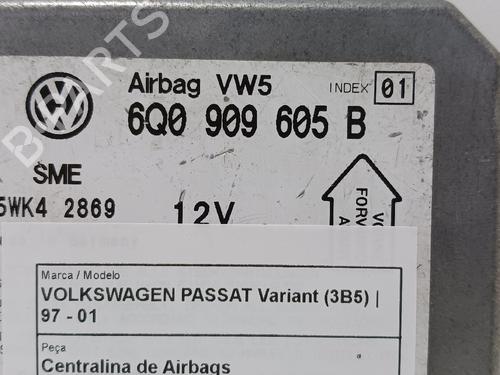 Airbag VW5
INDEX 01
6Q0 909 605 B
SME
5WK4 2869
12V
FORV
Marca / Modelo
VOLKSWAGEN PASSAT Variant (3B5) |
97 - 01
Peça
Centralina de Airbags